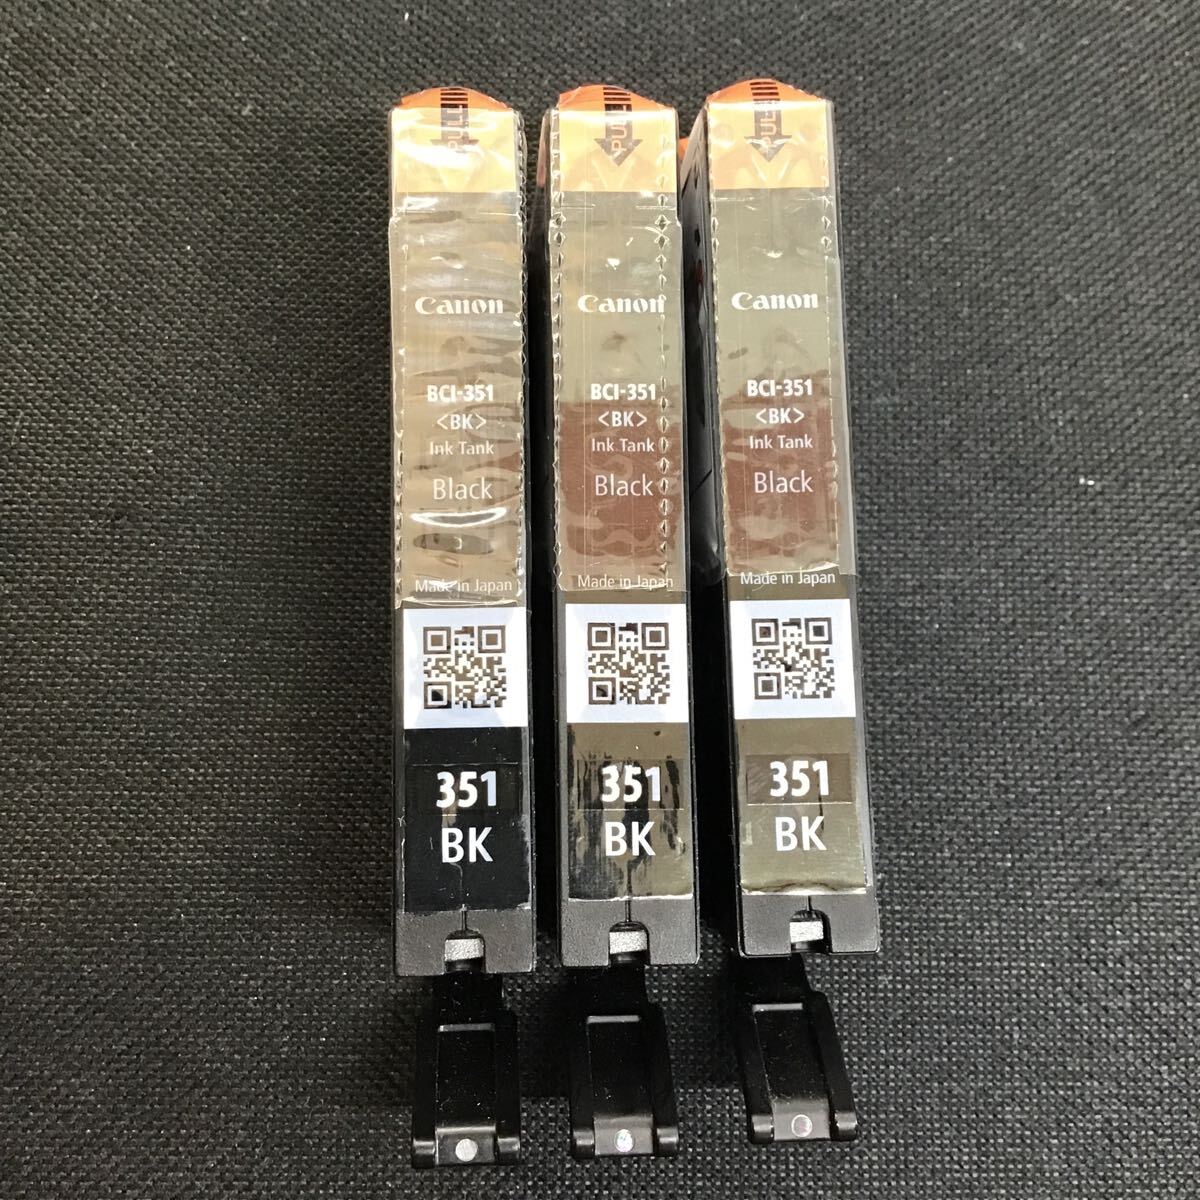 PULL
Canon
BCI-351
<BK>
Ink Tank
Black
Made in Japan
351
BK
PULL
Canon
BCI-351
<BK>
Ink Tank
Black
Made in Japan
351
BK
PULL
Canon
BCI-351
<BK>
Ink Tank
Black
Made in Japan
351
BK